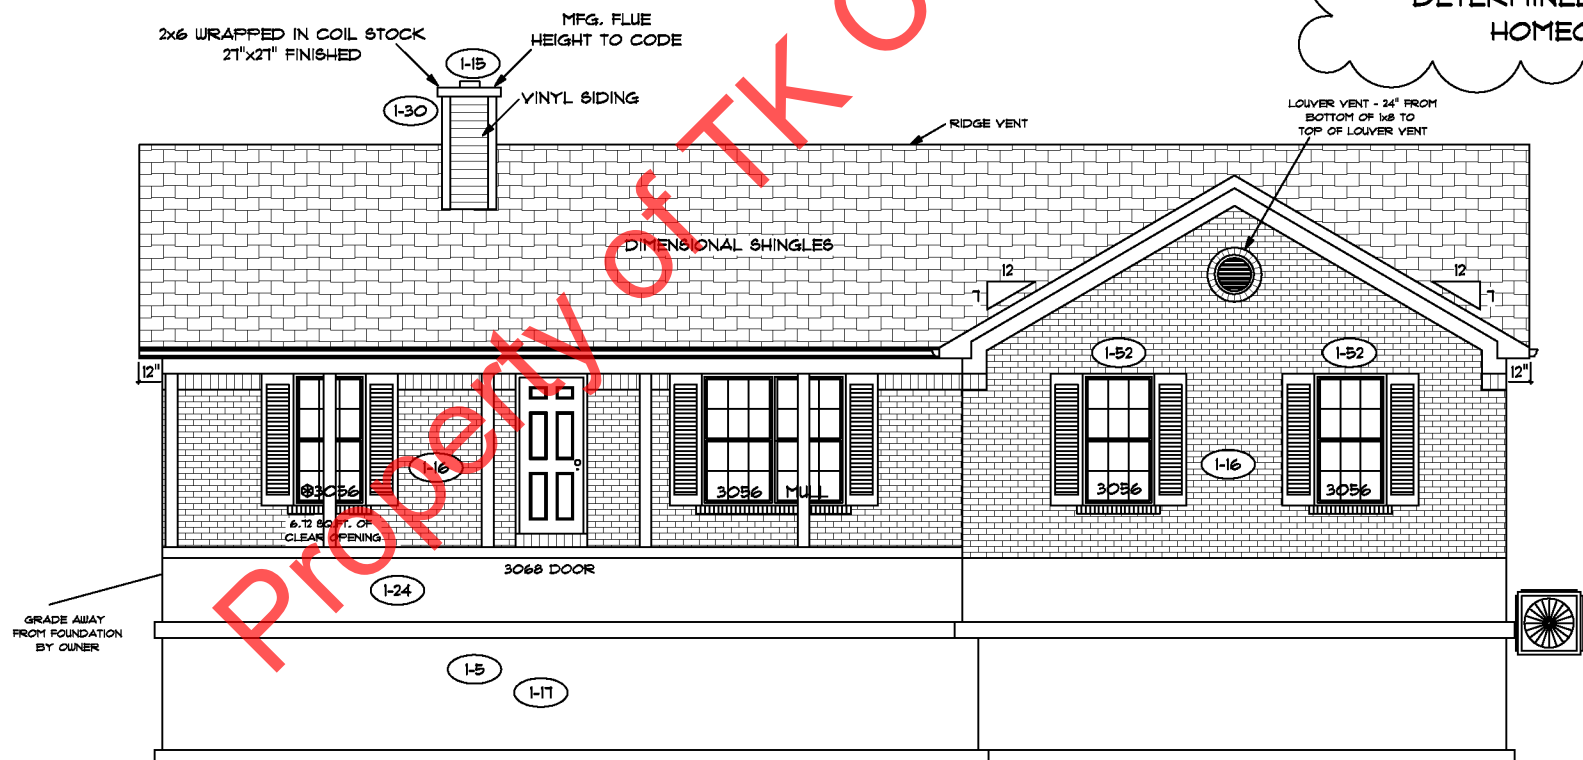 DETERMINED
HOMEO
2x6 WRAPPED IN COIL STOCK
27"x27" FINISHED
MFG. FLUE
HEIGHT TO CODE
1-15
1-30
VINYL SIDING
RIDGE VENT
LOUVER VENT - 24" FROM
BOTTOM OF 1x8 TO
TOP OF LOUVER VENT
DIMENSIONAL SHINGLES
12
7
12
7
1-52
1-52
12"
12"
1-16
1-16
3056
3056 MULL
3056
3056
6.72 SQ.FT. OF
CLEAR OPENING
3068 DOOR
1-24
GRADE AWAY
FROM FOUNDATION
BY OWNER
1-5
1-17
Property of TK